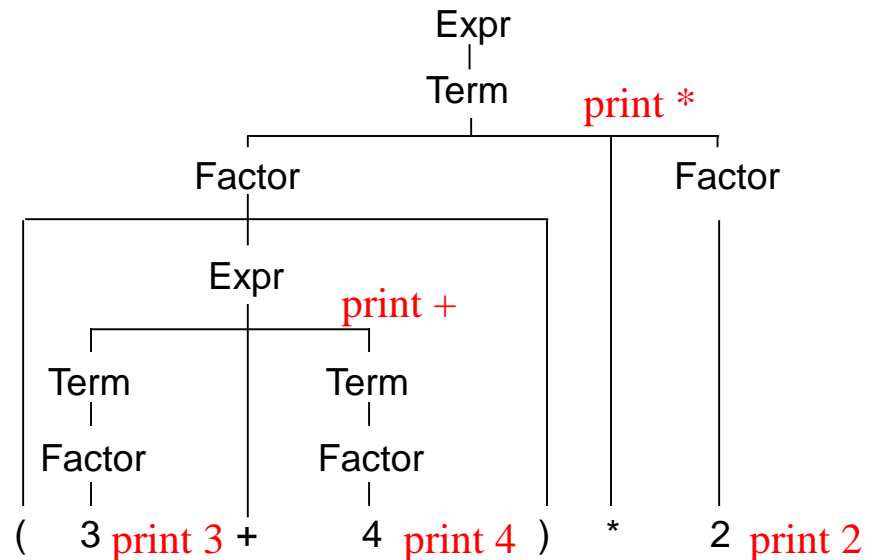 Expr
Term
print *
Factor Factor
Expr
print +
Term Term
Factor Factor
( 3 print 3 + 4 print 4 ) * 2 print 2